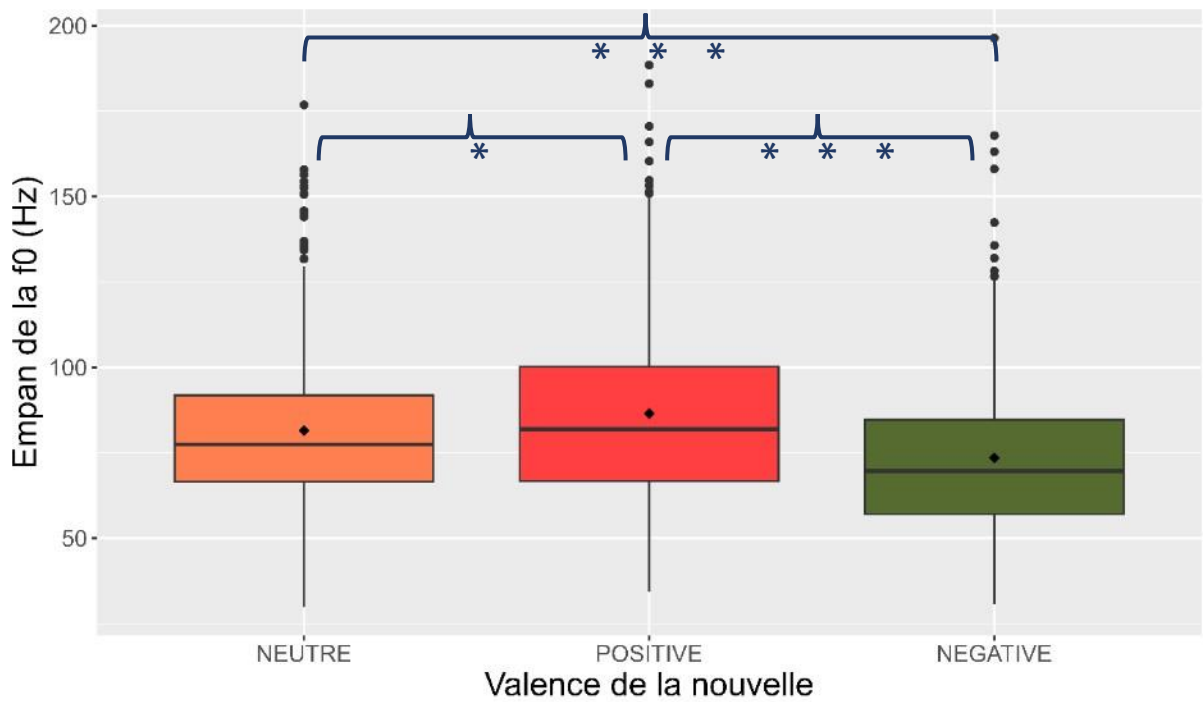 200
* * *
* * * *
150
100
50
Empan de la f0 (Hz)
NEUTRE POSITIVE NEGATIVE
Valence de la nouvelle